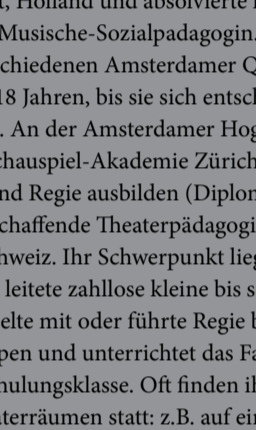 t, Holland und absolvierte
Musische-Sozialpädagogin.
chiedenen Amsterdamer Q
18 Jahren, bis sie sich entsc
. An der Amsterdamer Hog
chauspiel-Akademie Zürich
nd Regie ausbilden (Diplom
chaffende Theaterpädagogi
hweiz. Ihr Schwerpunkt lieg
leitete zahllose kleine bis s
elte mit oder führte Regie b
pen und unterrichtet das Fa
hulungsklasse. Oft finden ih
aterräumen statt: z.B. auf ein